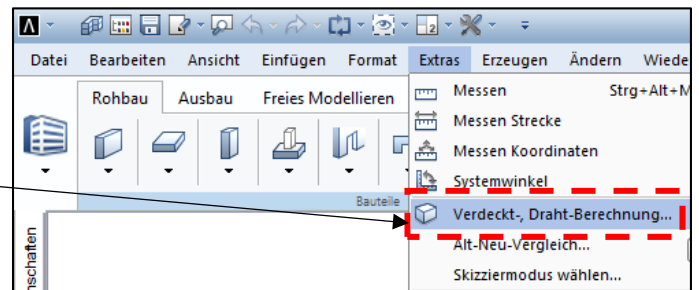 Datei Bearbeiten Ansicht Einfügen Format Extras Erzeugen Ändern Wiede
Rohbau Ausbau Freies Modellieren
Bauteile
nschaften
Messen Strg+Alt+M
Messen Strecke
Messen Koordinaten
Systemwinkel
Verdeckt-, Draht-Berechnung...
Alt-Neu-Vergleich...
Skizziermodus wählen...